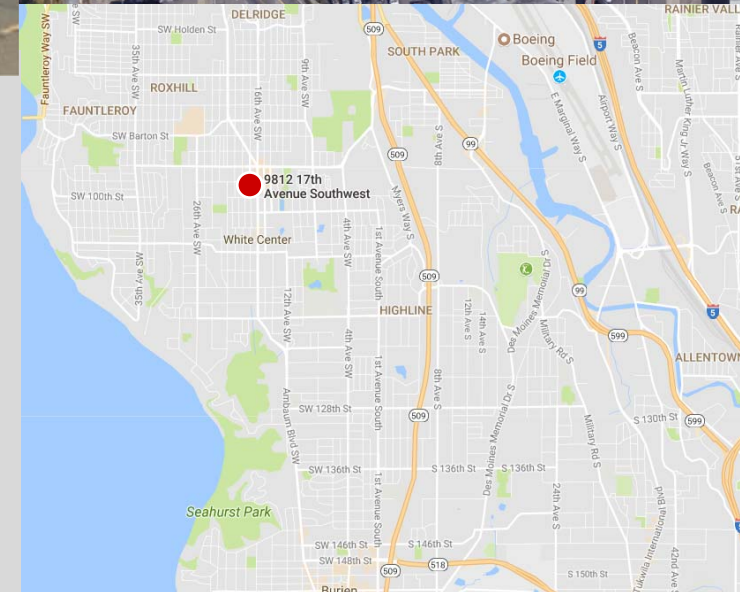 DELRIDGE
RAINIER VALL
SW Holden St
509
SOUTH PARK
Boeing
5
Boeing Field
Fauntleroy Way SW
35th Ave SW
ROXHILL
16th Ave SW
9th Ave SW
FAUNTLEROY
E Marginal Way S
Airport Way S
Beacon Ave S
Martin Luther King Jr Way S
SW Barton St
8th Ave S
99
509
51st Ave S
Beacon Ave S
9812 17th
Avenue Southwest
SW 100th St
26th Ave SW
Myers Way S
4th Ave SW
1st Avenue South
White Center
35th Ave SW
509
99
12th Ave SW
HIGHLINE
12th Ave S
14th Ave S
Des Moines Memorial Dr S
Military Rd S
5
599
4th Ave SW
1st Avenue South
8th Ave S
ALLENTOWN
Ambaum Blvd SW
SW 128th St
509
Des Moines Memorial Dr S
Military Rd S
S 130th St
599
SW 136th St
S 136th St
S 136th St
1st Avenue South
24th Ave S
Seahurst Park
Tukwila International Blvd
SW 146th St
S 146th St
42nd Ave S
SW 148th St
509
518
S 150th St
Burien